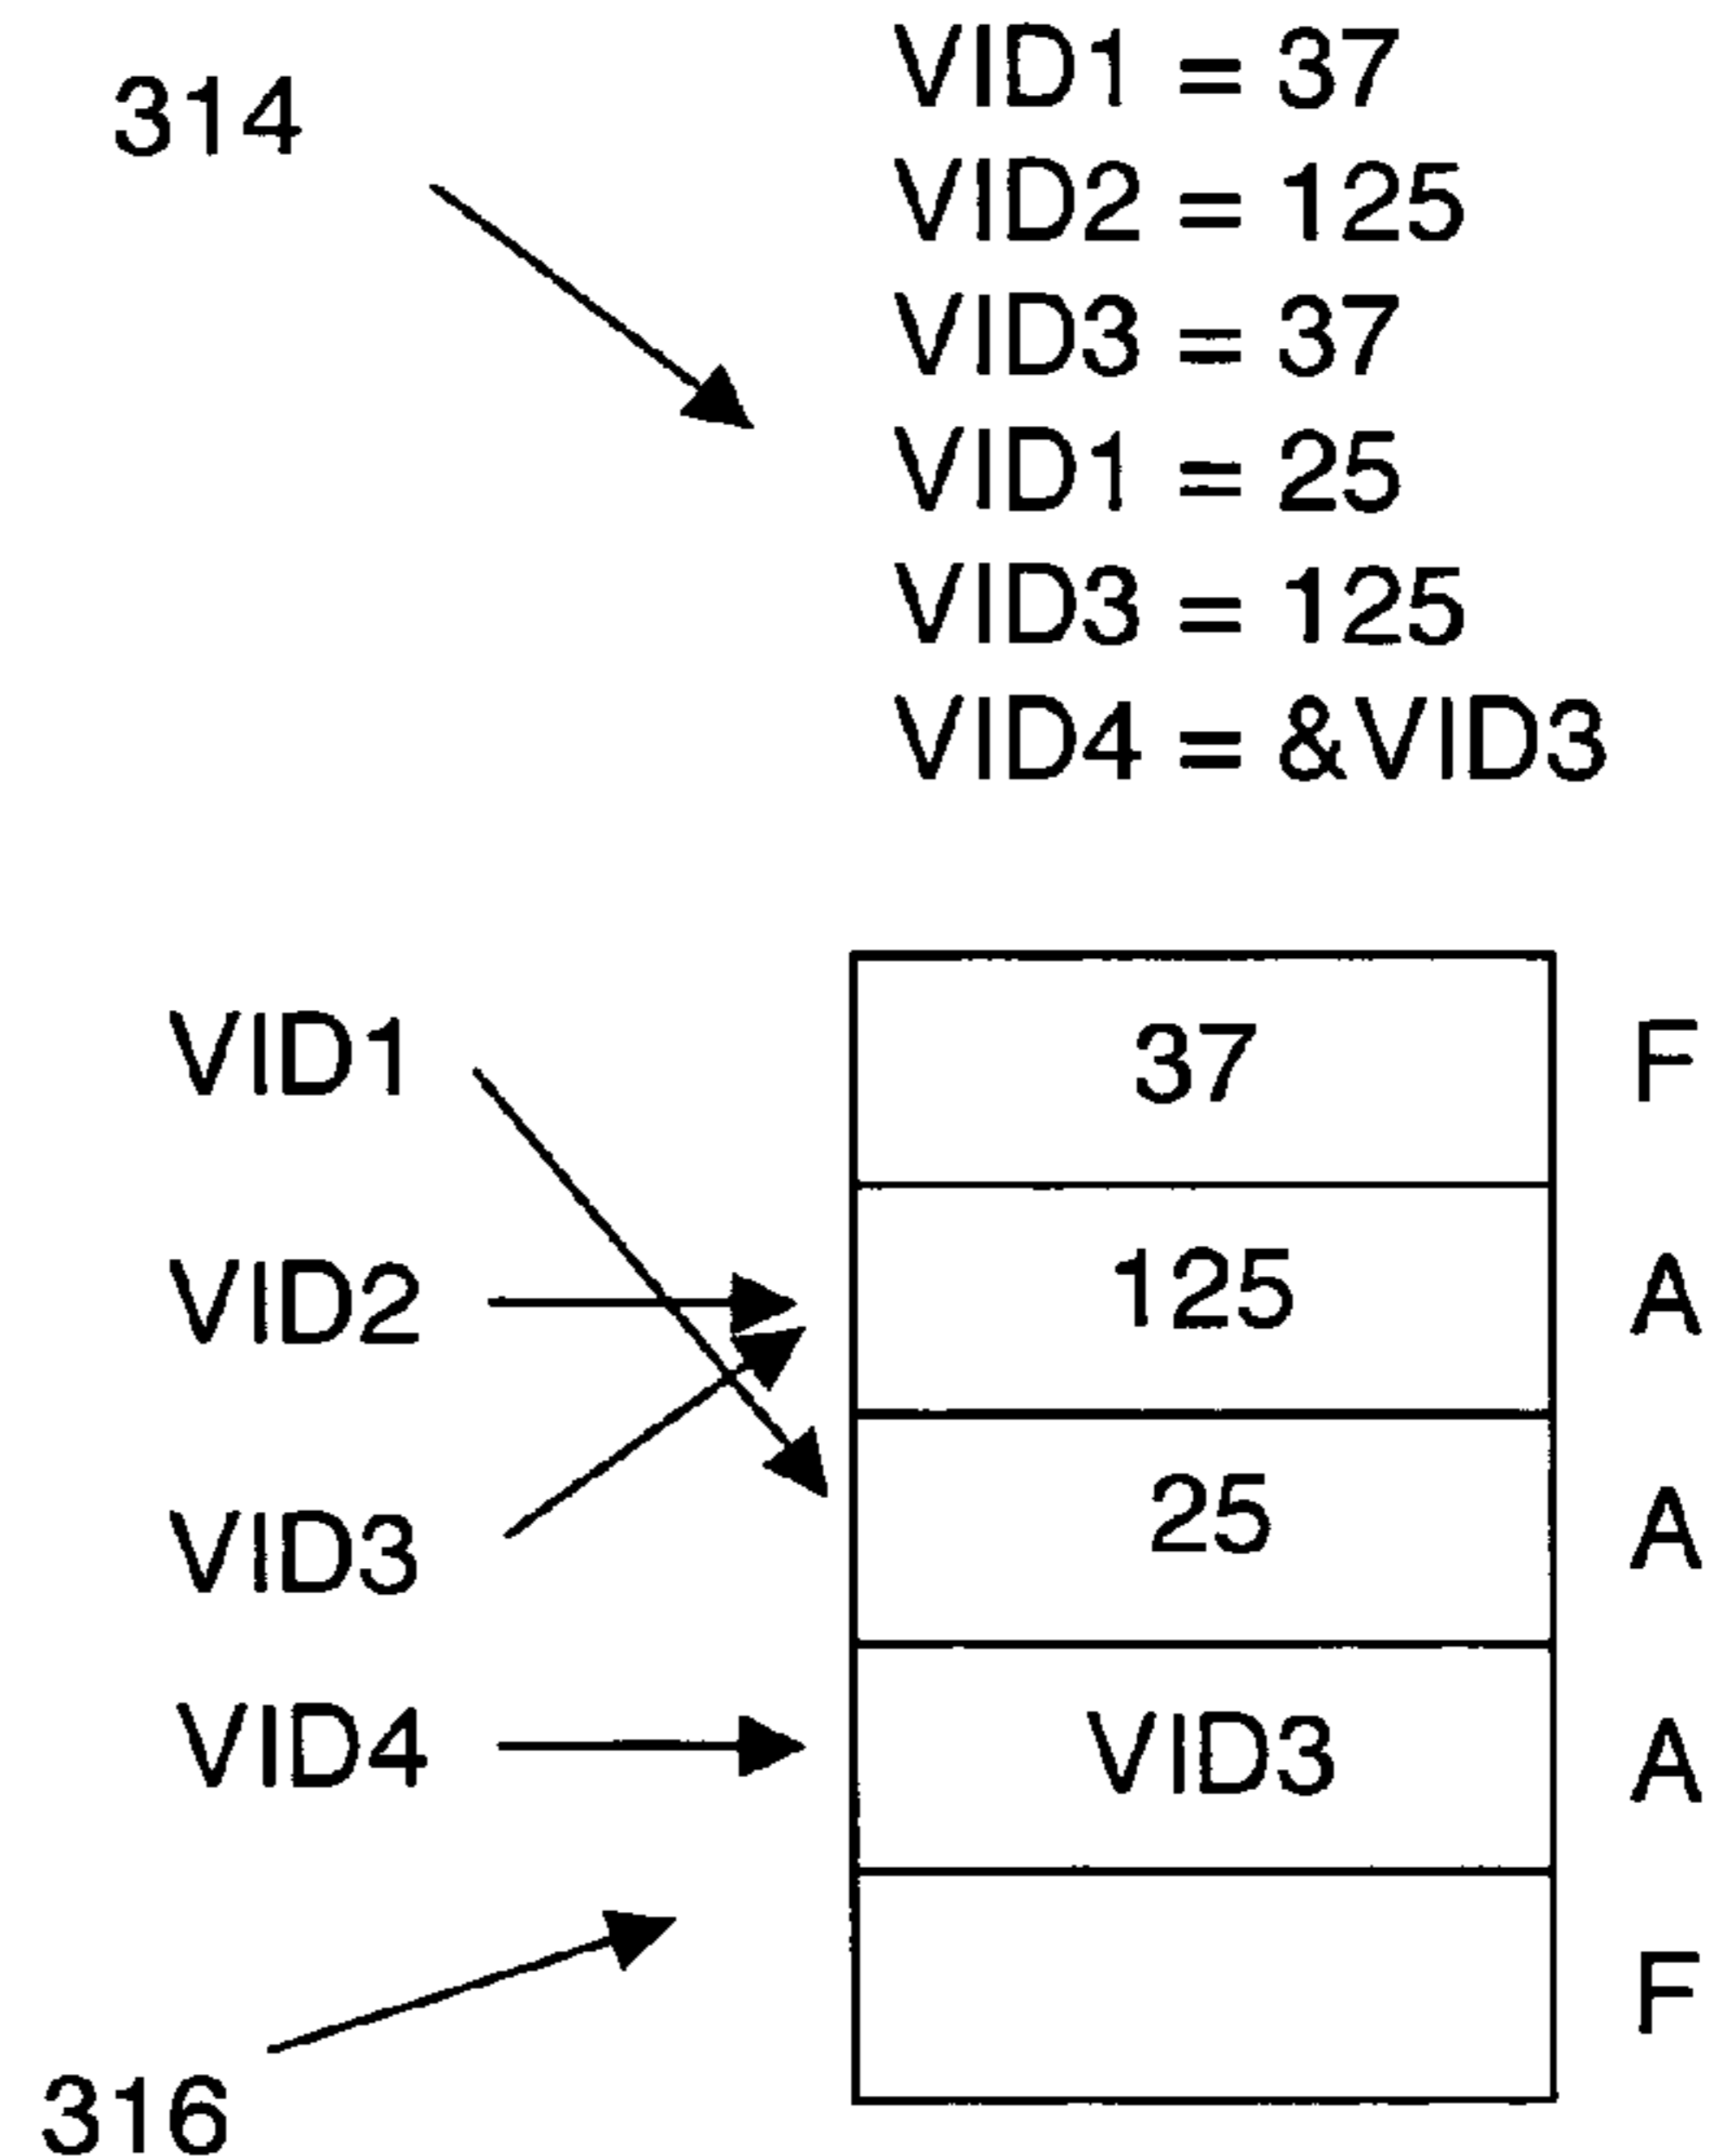 314
VID1 = 37
VID2 = 125
VID3 = 37
VID1 = 25
VID3 = 125
VID4 = &VID3
VID1 37 F
VID2 125 A
VID3 25 A
VID4 VID3 A
F
316